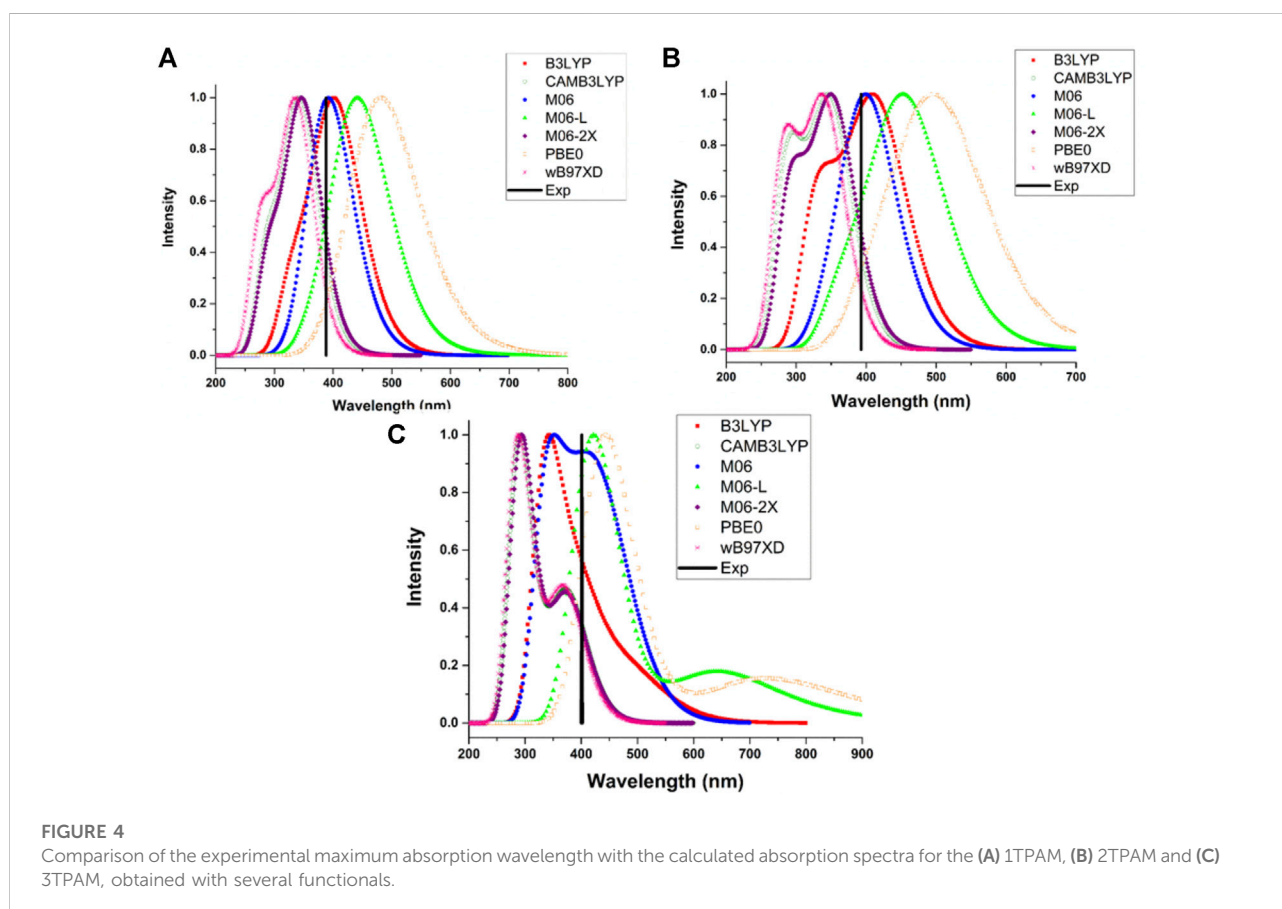 A
B3LYP
CAMB3LYP
M06
M06-L
M06-2X
PBE0
wB97XD
Exp
1.0
0.8
0.6
0.4
0.2
0.0
Intensity
200 300 400 500 600 700 800
Wavelength (nm)
B
B3LYP
CAMB3LYP
M06
M06-L
M06-2X
PBE0
wB97XD
Exp
1.0
0.8
0.6
0.4
0.2
0.0
Intensity
200 300 400 500 600 700
Wavelength (nm)
C
B3LYP
CAMB3LYP
M06
M06-L
M06-2X
PBE0
wB97XD
Exp
1.0
0.8
0.6
0.4
0.2
0.0
Intensity
200 300 400 500 600 700 800 900
Wavelength (nm)
FIGURE 4
Comparison of the experimental maximum absorption wavelength with the calculated absorption spectra for the (A) 1TPAM, (B) 2TPAM and (C)
3TPAM, obtained with several functionals.